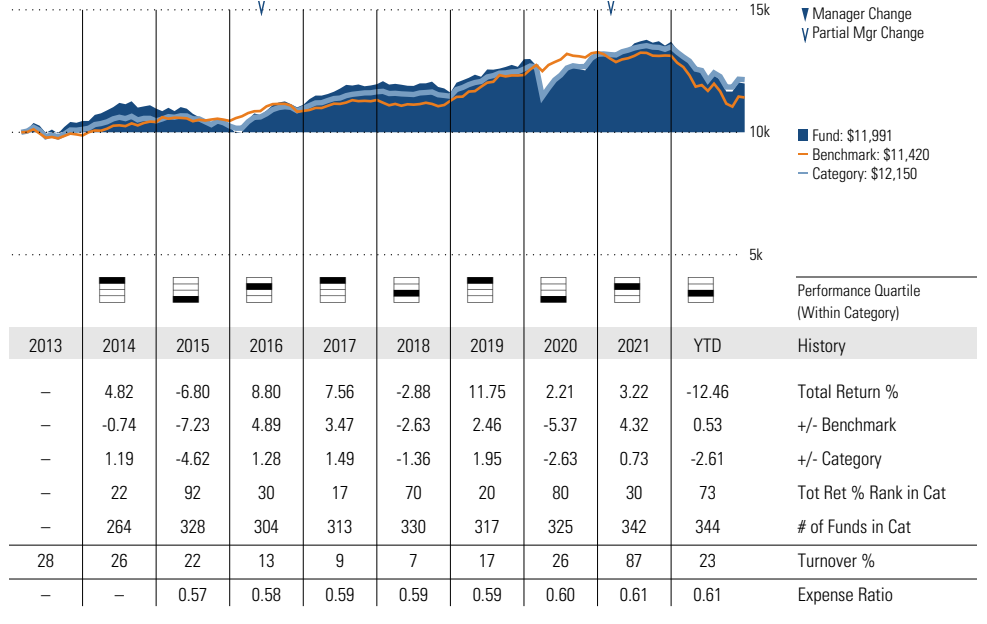 15k
Manager Change
Partial Mgr Change
10k
Fund: $11,991
Benchmark: $11,420
Category: $12,150
5k
Performance Quartile
(Within Category)
2013 2014 2015 2016 2017 2018 2019 2020 2021 YTD History
– 4.82 -6.80 8.80 7.56 -2.88 11.75 2.21 3.22 -12.46 Total Return %
– -0.74 -7.23 4.89 3.47 -2.63 2.46 -5.37 4.32 0.53 +/- Benchmark
– 1.19 -4.62 1.28 1.49 -1.36 1.95 -2.63 0.73 -2.61 +/- Category
– 22 92 30 17 70 20 80 30 73 Tot Ret % Rank in Cat
– 264 328 304 313 330 317 325 342 344 # of Funds in Cat
28 26 22 13 9 7 17 26 87 23 Turnover %
– – 0.57 0.58 0.59 0.59 0.59 0.60 0.61 0.61 Expense Ratio